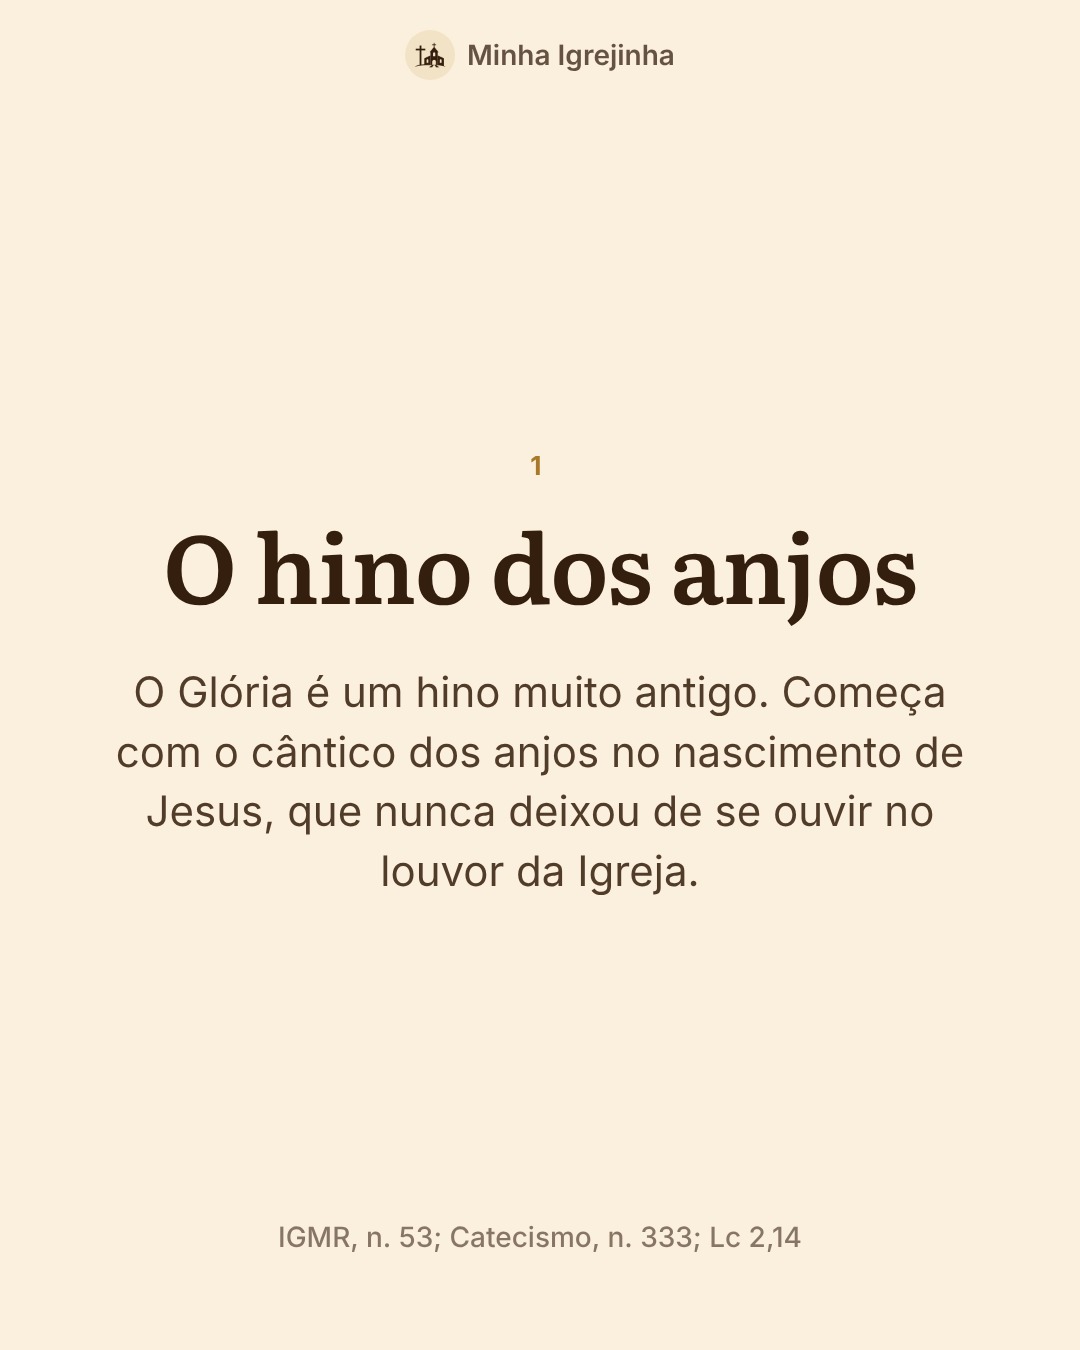 Minha Igrejinha
1
O hino dos anjos
O Glória é um hino muito antigo. Começa
com o cântico dos anjos no nascimento de
Jesus, que nunca deixou de se ouvir no
louvor da Igreja.
IGMR, n. 53; Catecismo, n. 333; Lc 2,14